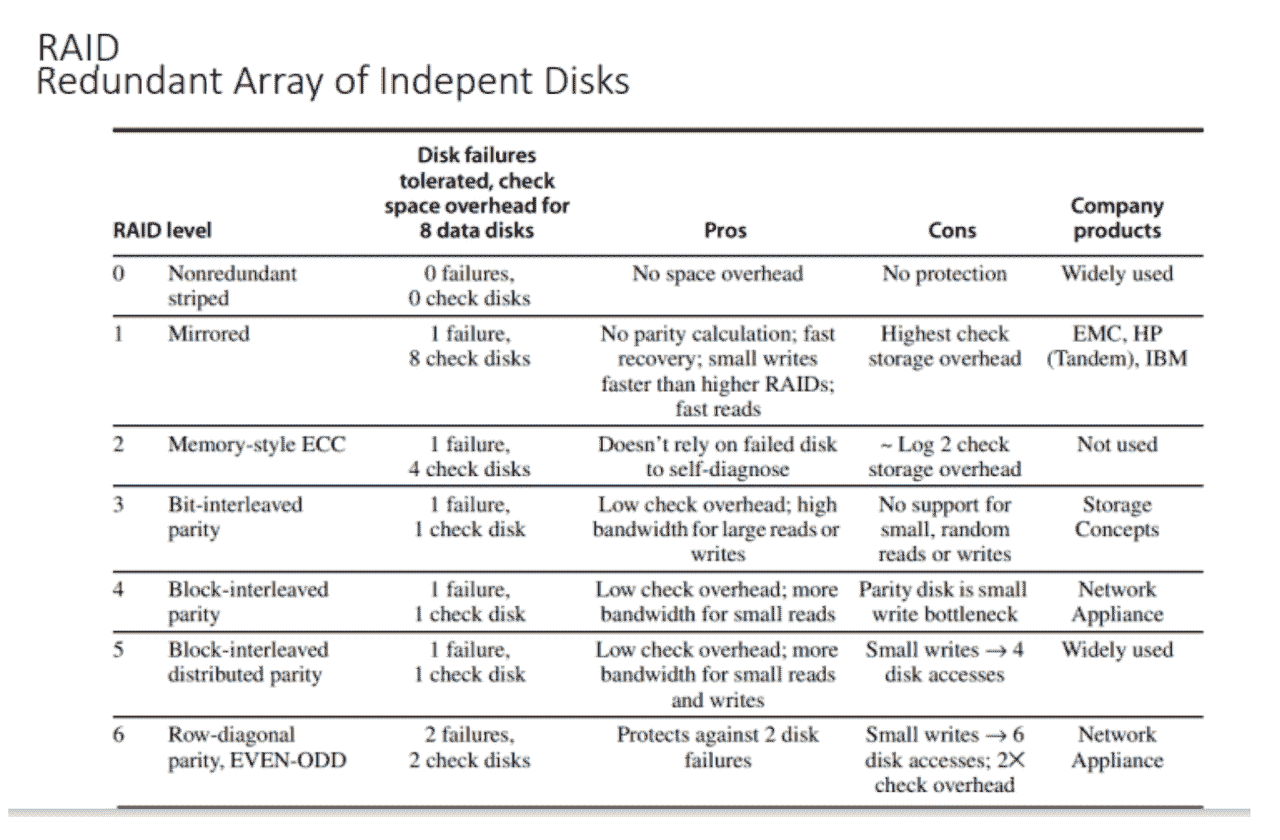 RAID
Redundant Array of Indepent Disks
Disk failures
tolerated, check
space overhead for
8 data disks
RAID level
Pros
Cons
Company
products
0 Nonredundant
striped
0 failures,
0 check disks
No space overhead
No protection
Widely used
1 Mirrored
1 failure,
8 check disks
No parity calculation; fast
recovery; small writes
faster than higher RAIDs;
fast reads
Highest check
storage overhead
EMC, HP
(Tandem), IBM
2 Memory-style ECC
1 failure,
4 check disks
Doesn't rely on failed disk
to self-diagnose
~ Log 2 check
storage overhead
Not used
3 Bit-interleaved
parity
1 failure,
1 check disk
Low check overhead; high
bandwidth for large reads or
writes
No support for
small, random
reads or writes
Storage
Concepts
4 Block-interleaved
parity
1 failure,
1 check disk
Low check overhead; more
bandwidth for small reads
Parity disk is small
write bottleneck
Network
Appliance
5 Block-interleaved
distributed parity
1 failure,
1 check disk
Low check overhead; more
bandwidth for small reads
and writes
Small writes → 4
disk accesses
Widely used
6 Row-diagonal
parity, EVEN-ODD
2 failures,
2 check disks
Protects against 2 disk
failures
Small writes → 6
disk accesses; 2X
check overhead
Network
Appliance